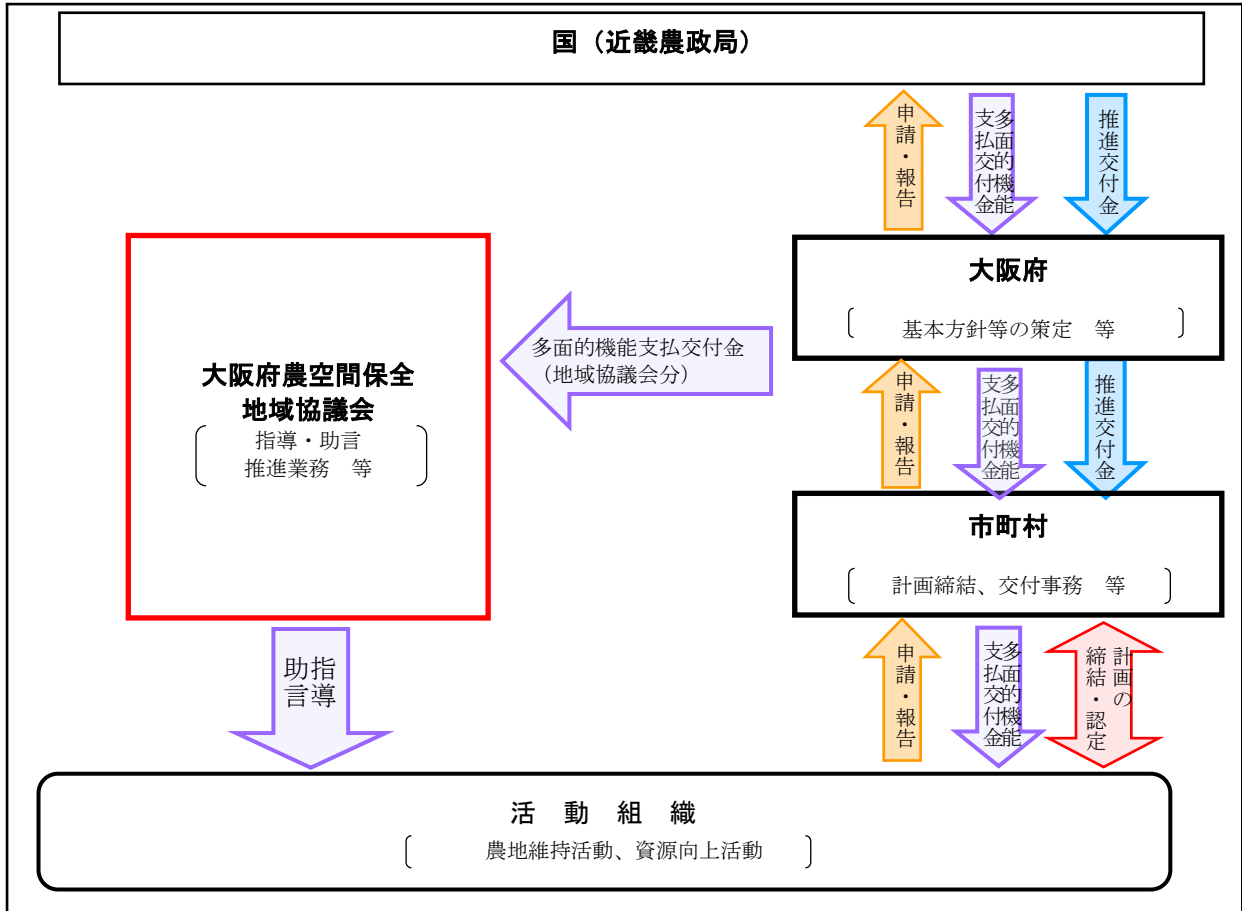 国（近畿農政局）
申請・報告
多面的機能
支払交付金
推進交付金
大阪府
基本方針等の策定　等
多面的機能支払交付金
（地域協議会分）
大阪府農空間保全
地域協議会
指導・助言
推進業務　等
申請・報告
多面的機能
支払交付金
推進交付金
市町村
計画締結、交付事務　等
指導
助言
申請・報告
多面的機能
支払交付金
計画の
締結・認定
活　動　組　織
農地維持活動、資源向上活動